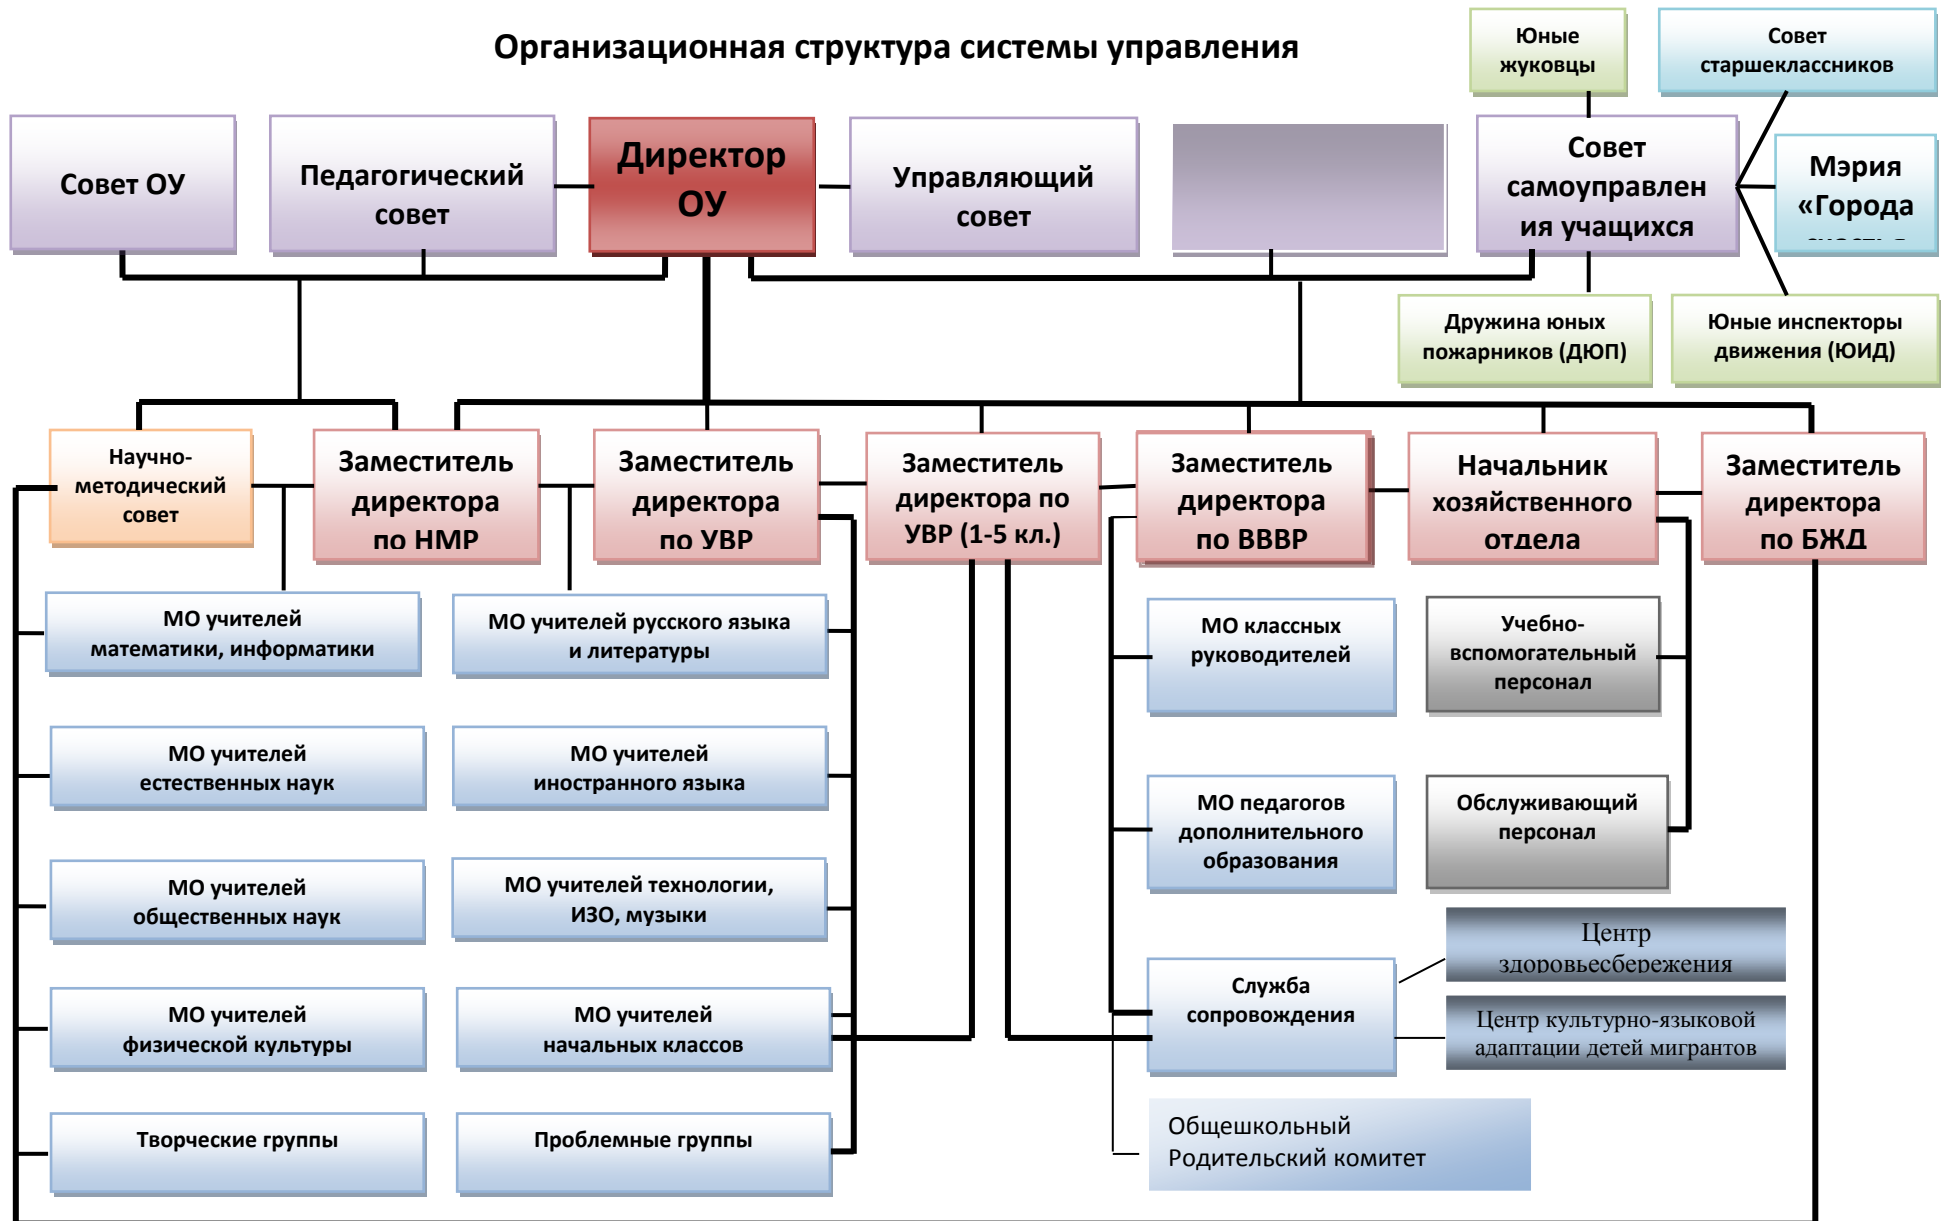 Организационная структура системы управления
Юные
жуковцы
Совет
старшеклассников
Совет ОУ
Педагогический
совет
Директор
ОУ
Управляющий
совет
Совет
самоуправлен
ия учащихся
Мэрия
«Города
Дружина юных
пожарников (ДЮП)
Юные инспекторы
движения (ЮИД)
Научно-
методический
совет
Заместитель
директора
по НМР
Заместитель
директора
по УВР
Заместитель
директора по
УВР (1-5 кл.)
Заместитель
директора
по ВВВР
Начальник
хозяйственного
отдела
Заместитель
директора
по БЖД
МО учителей
математики, информатики
МО учителей русского языка
и литературы
МО классных
руководителей
Учебно-
вспомогательный
персонал
МО учителей
естественных наук
МО учителей
иностранного языка
МО педагогов
дополнительного
образования
Обслуживающий
персонал
МО учителей
общественных наук
МО учителей технологии,
ИЗО, музыки
Служба
сопровождения
Центр
здоровьесбережения
Центр культурно-языковой
адаптации детей мигрантов
МО учителей
физической культуры
МО учителей
начальных классов
Творческие группы
Проблемные группы
Общешкольный
Родительский комитет